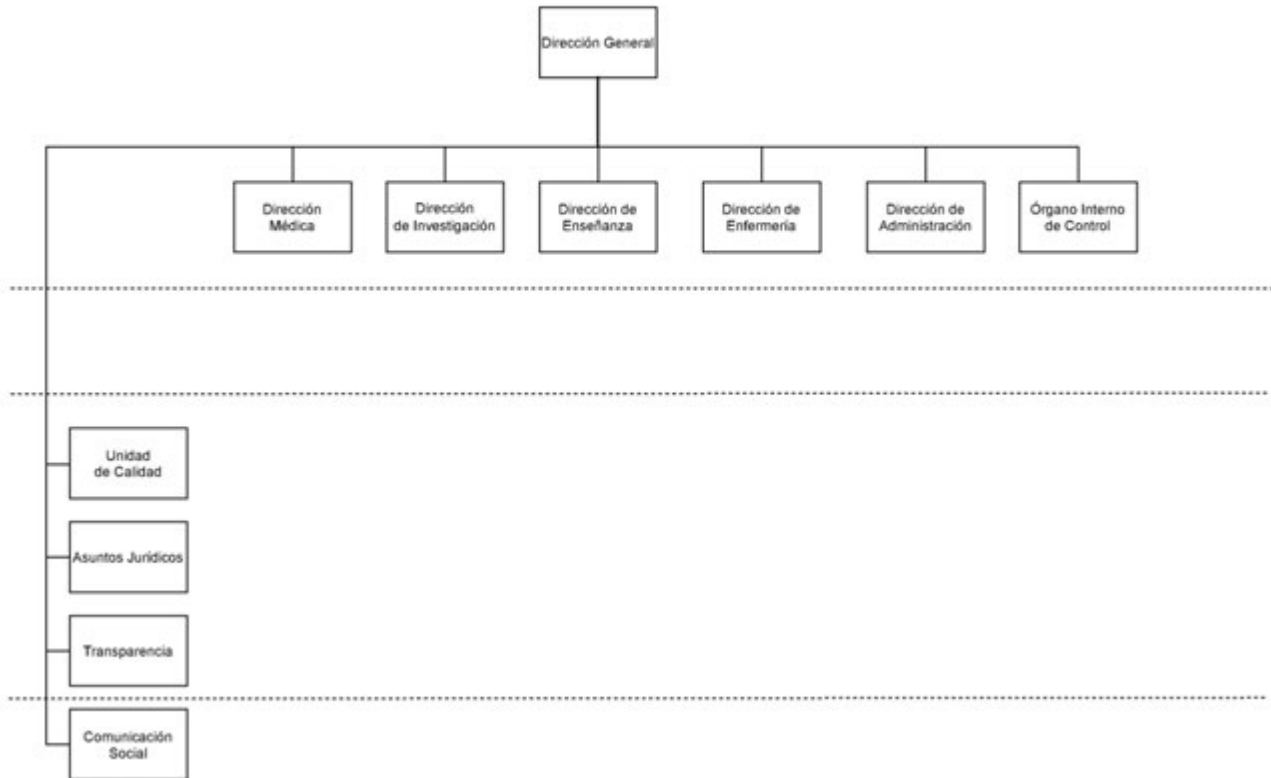 Dirección General
Dirección
Médica
Dirección
de Investigación
Dirección de
Enseñanza
Dirección de
Enfermería
Dirección de
Administración
Órgano Interno
de Control
Unidad
de Calidad
Asuntos Jurídicos
Transparencia
Comunicación
Social